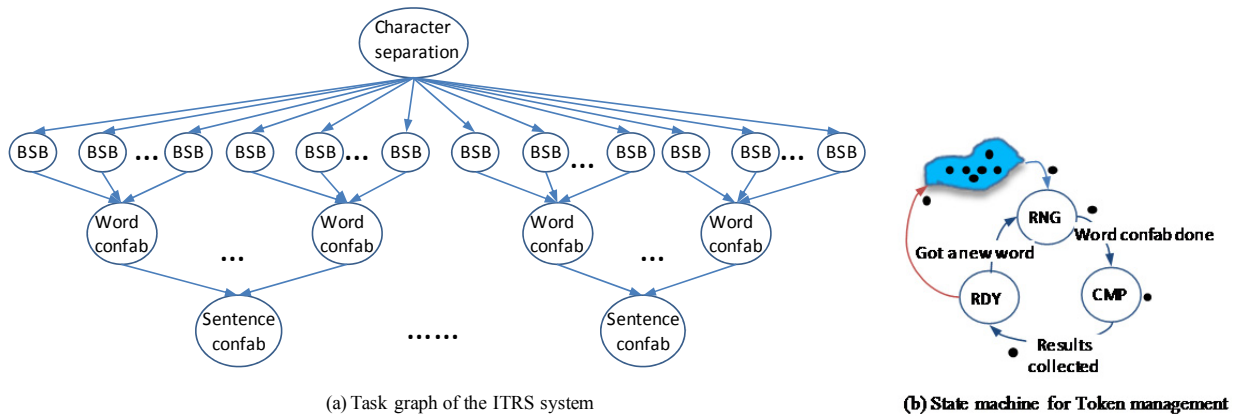 Character
separation
BSB BSB ... BSB BSB BSB... BSB BSB BSB ... BSB BSB BSB... BSB
Word
confab
Word
confab
Word
confab
Word
confab
...
...
Sentence
confab
......
Sentence
confab
(a) Task graph of the ITRS system
RNG
Word confab done
Got a new word
RDY
CMP
Results
collected
(b) State machine for Token management